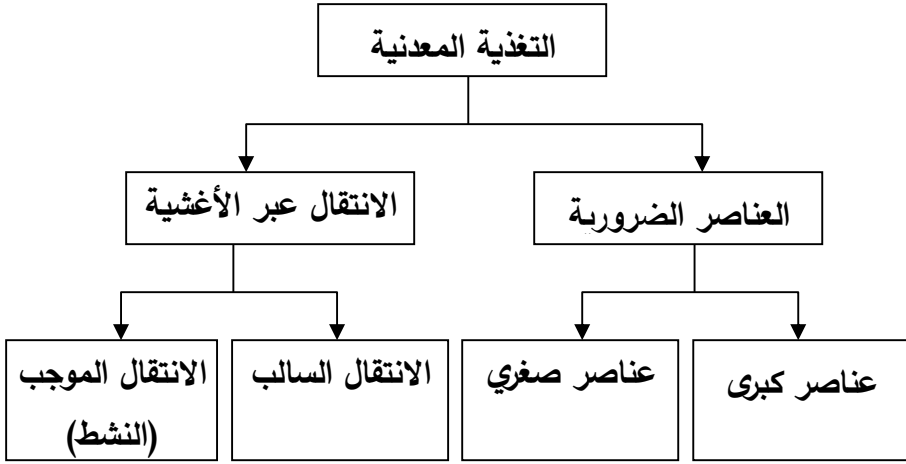 التغذية المعدنية
العناصر الضرورية
الانتقال عبر الأغشية
عناصر كبرى
عناصر صغري
الانتقال السالب
الانتقال الموجب
(النشط)